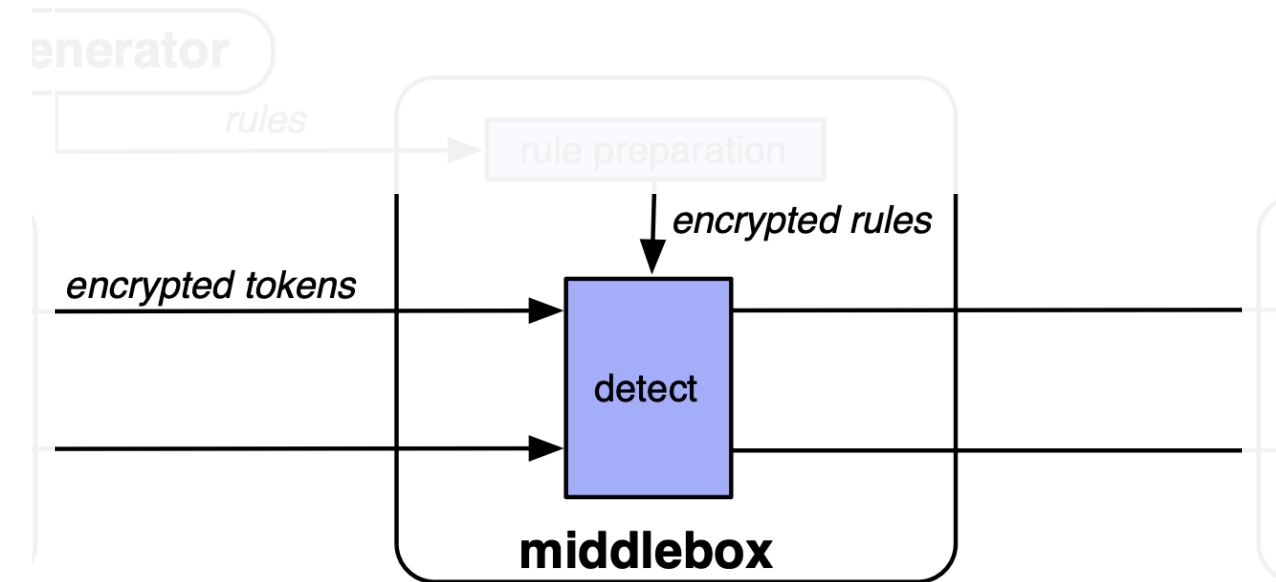 enerator
rules
rule preparation
encrypted rules
encrypted tokens
detect
middlebox